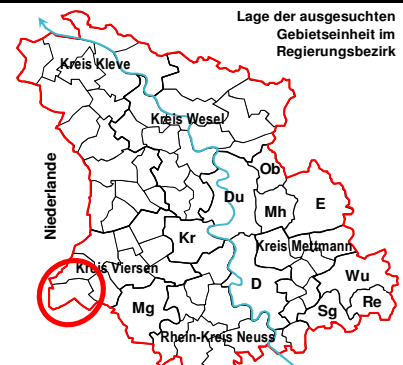 Lage der ausgesuchten
Gebietseinheit im
Regierungsbezirk
Kreis Kleve
Kreis Wesel
Niederlande
Ob
Du
Mh
E
Kr
Kreis Mettmann
Kreis Viersen
Wu
D
Mg
Sg
Re
Rhein-Kreis Neuss